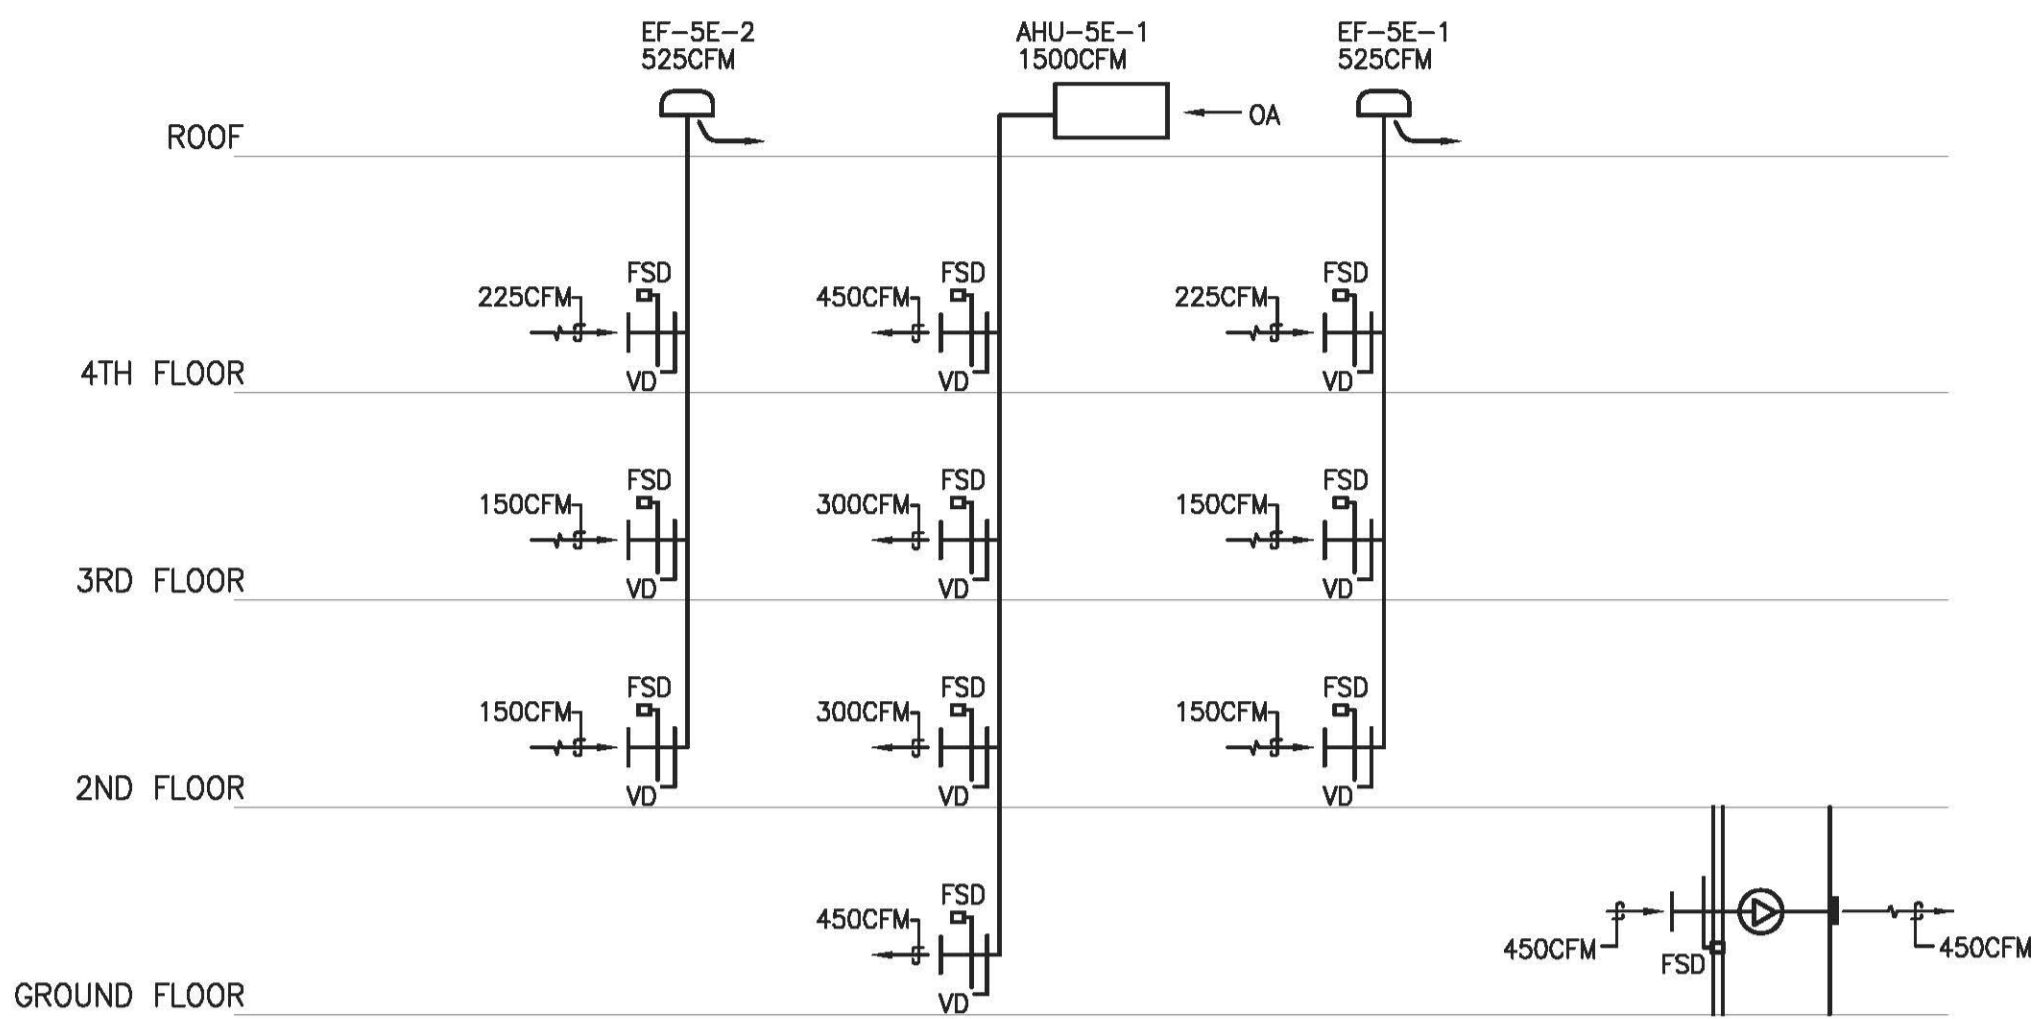 EF-5E-2
525CFM
AHU-5E-1
1500CFM
EF-5E-1
525CFM
OA
ROOF
FSD
225CFM
VD
FSD
450CFM
VD
FSD
225CFM
VD
4TH FLOOR
FSD
150CFM
VD
FSD
300CFM
VD
FSD
150CFM
VD
3RD FLOOR
FSD
150CFM
VD
FSD
300CFM
VD
FSD
150CFM
VD
2ND FLOOR
FSD
450CFM
VD
450CFM
FSD
450CFM
GROUND FLOOR